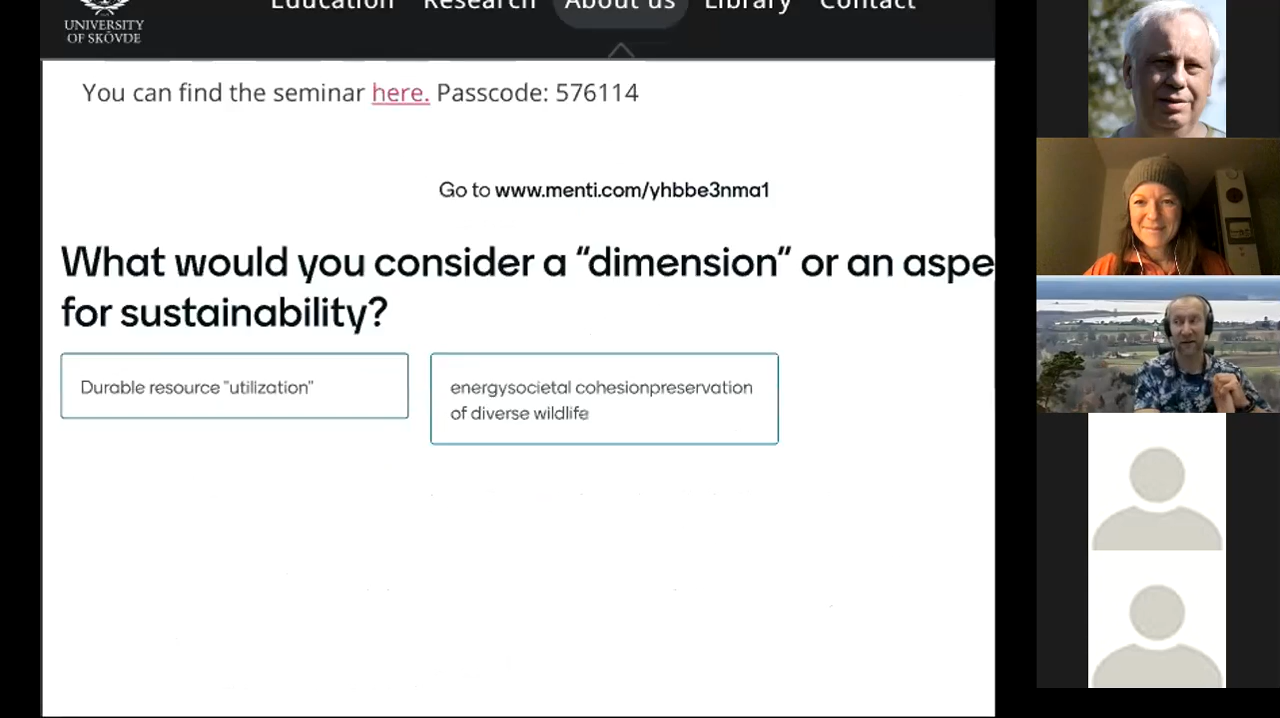 Education Research About us Library Contact
UNIVERSITY
OF SKÖVDE
You can find the seminar here. Passcode: 576114
Go to www.menti.com/yhbbe3nma1
What would you consider a “dimension” or an aspe
for sustainability?
Durable resource "utilization"
energysocietal cohesionpreservation
of diverse wildlife